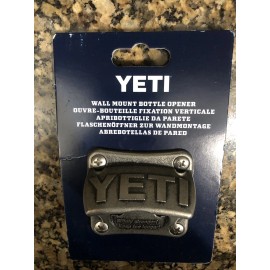 YETI
WALL MOUNT BOTTLE OPENER
OUVRE-BOUTEILLE FIXATION VERTICALE
APRIBOTTIGLIE DA PARETE
FLASCHENÖFFNER ZUR WANDMONTAGE
ABREBOTELLAS DE PARED
YETI